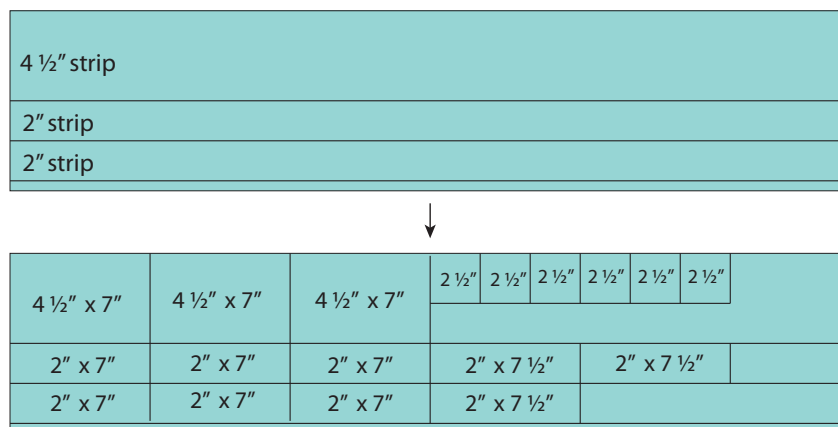 4 ½” strip
2” strip
2” strip
4 ½” x 7” 4 ½” x 7” 4 ½” x 7” 2 ½” 2 ½” 2 ½” 2 ½” 2 ½” 2 ½”
2” x 7” 2” x 7” 2” x 7” 2” x 7 ½” 2” x 7 ½”
2” x 7” 2” x 7” 2” x 7” 2” x 7 ½”